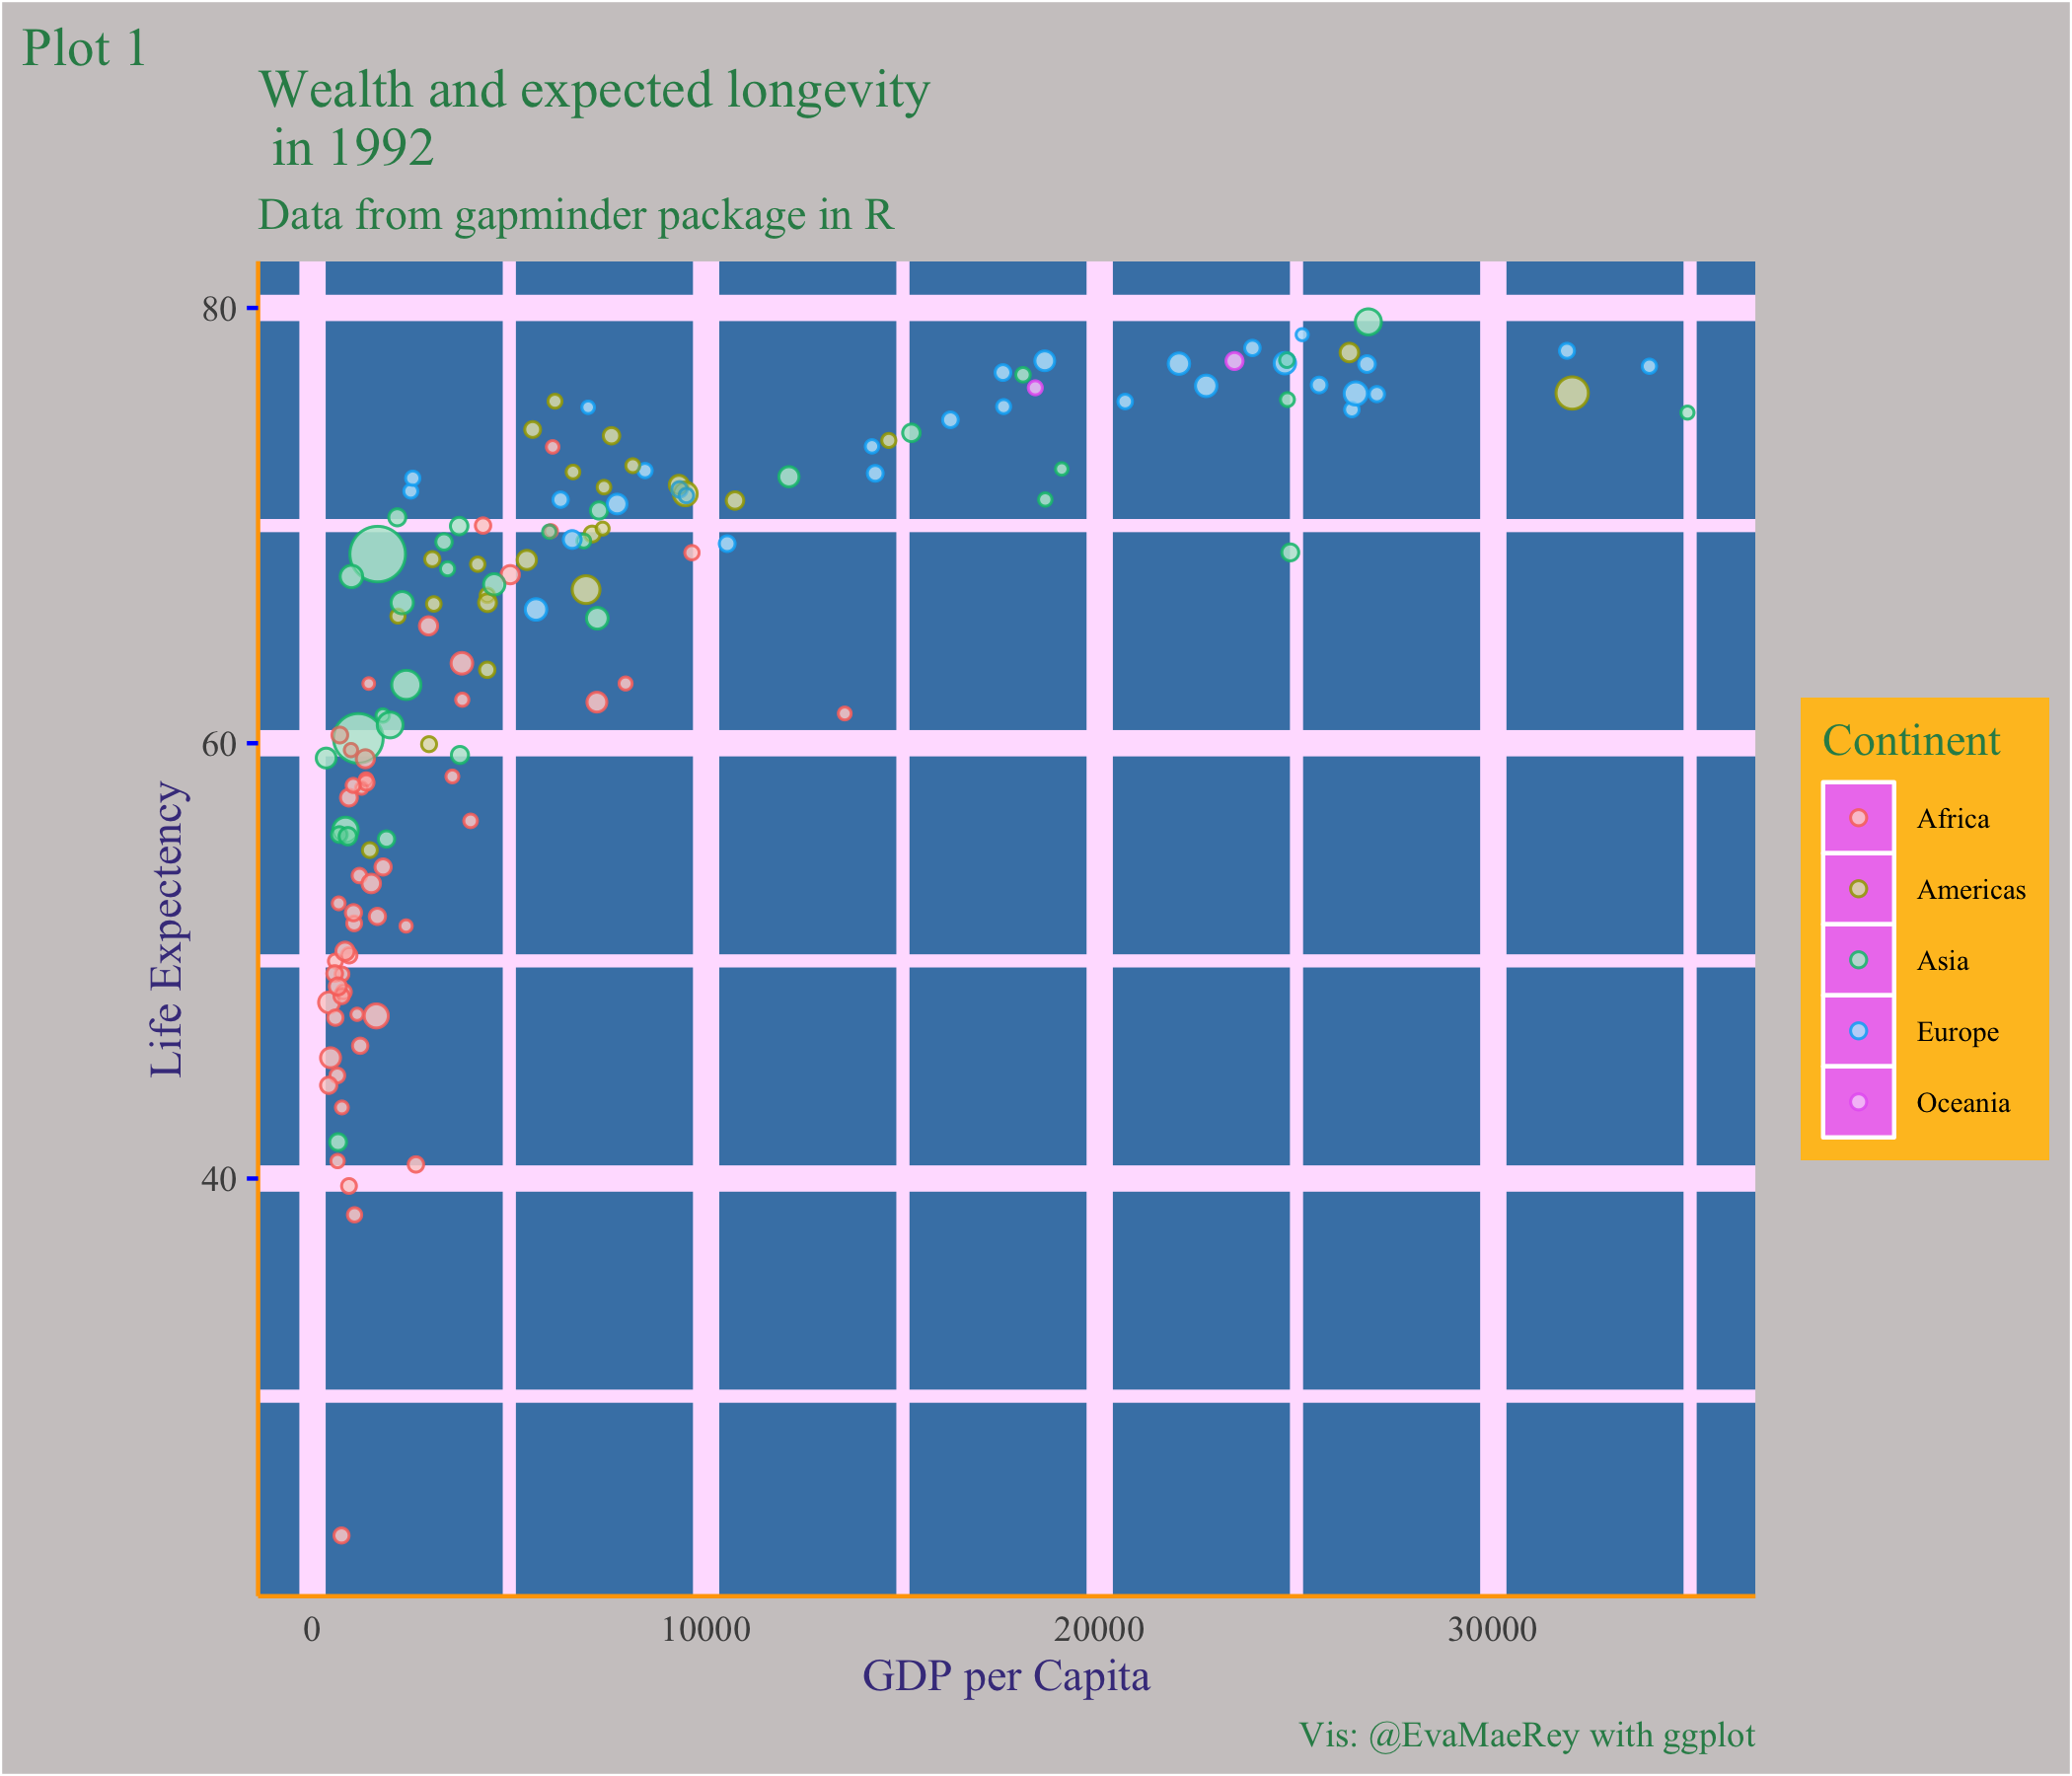 Plot 1
Wealth and expected longevity
in 1992
Data from gapminder package in R
80
60
40
Life Expectency
0 10000 20000 30000
GDP per Capita
Continent
Africa
Americas
Asia
Europe
Oceania
Vis: @EvaMaeRey with ggplot